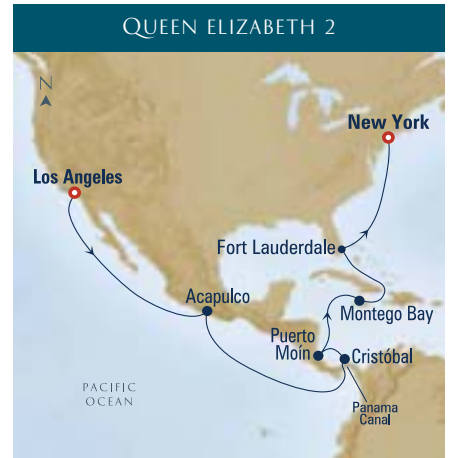 QUEEN ELIZABETH 2
N
New York
Los Angeles
Fort Lauderdale
Acapulco
Montego Bay
Puerto
Moín
Cristóbal
PACIFIC
OCEAN
Panama
Canal